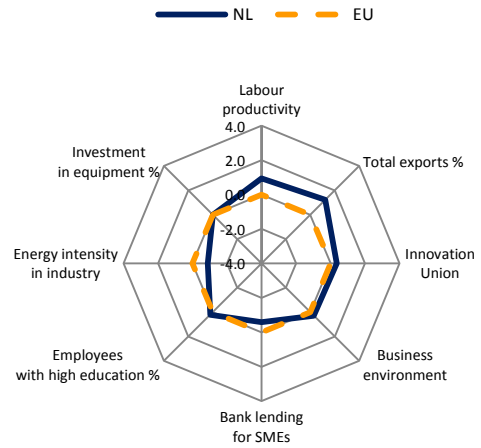 NL EU
Labour
productivity
4.0
Total exports %
Investment
in equipment %
2.0
0.0
Energy intensity
in industry
-2.0
-4.0
Innovation
Union
Employees
with high education %
Business
environment
Bank lending
for SMEs